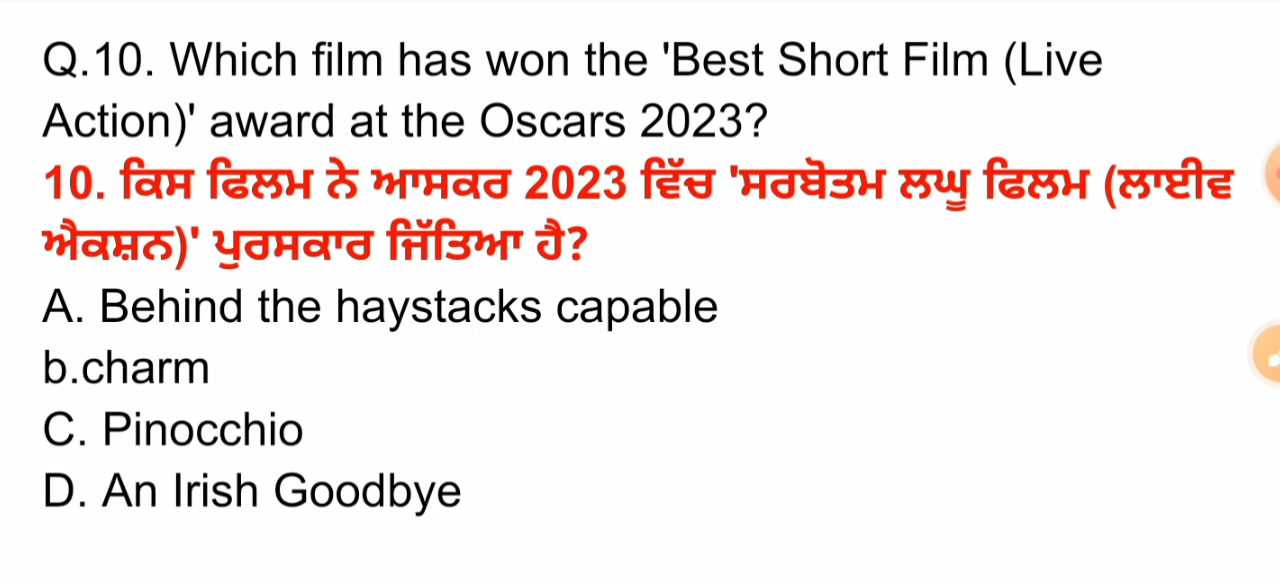 Q.10. Which film has won the 'Best Short Film (Live
Action)' award at the Oscars 2023?
10. ਕਿਸ ਫਿਲਮ ਨੇ ਆਸਕਰ 2023 ਵਿੱਚ 'ਸਰਬੋਤਮ ਲਘੂ ਫਿਲਮ (ਲਾਈਵ
ਐਕਸ਼ਨ)' ਪੁਰਸਕਾਰ ਜਿੱਤਿਆ ਹੈ?
A. Behind the haystacks capable
b.charm
C. Pinocchio
D. An Irish Goodbye